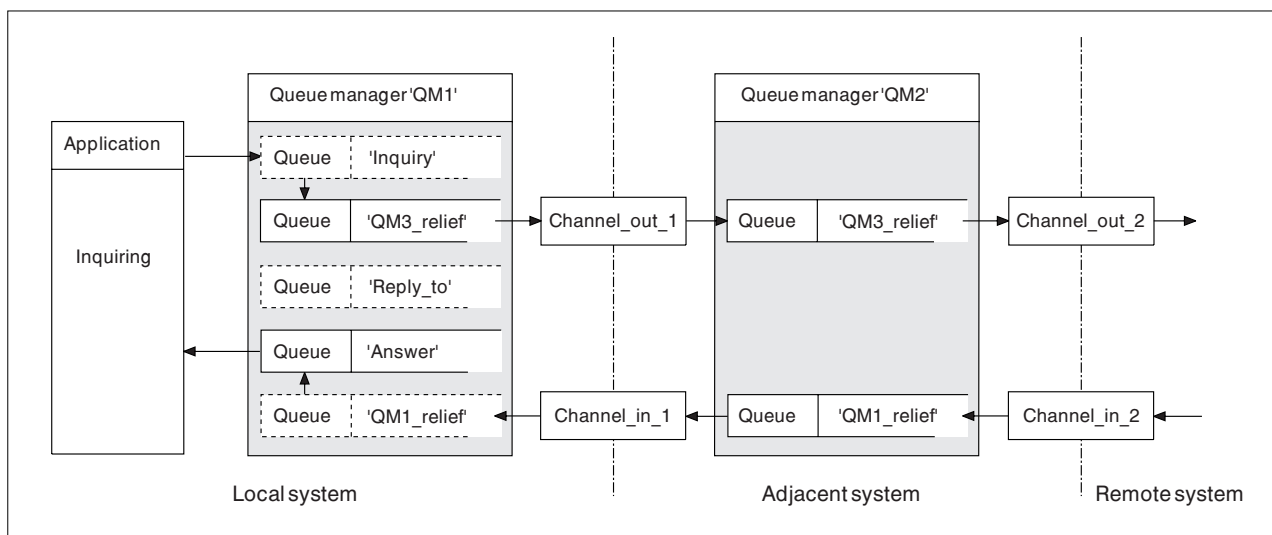 Queue manager 'QM1'
Queue manager 'QM2'
Application
Queue 'Inquiry'
Queue 'QM3_relief'
Channel_out_1
Queue 'QM3_relief'
Channel_out_2
Inquiring
Queue 'Reply_to'
Queue 'Answer'
Queue 'QM1_relief'
Channel_in_1
Queue 'QM1_relief'
Channel_in_2
Local system
Adjacent system
Remote system